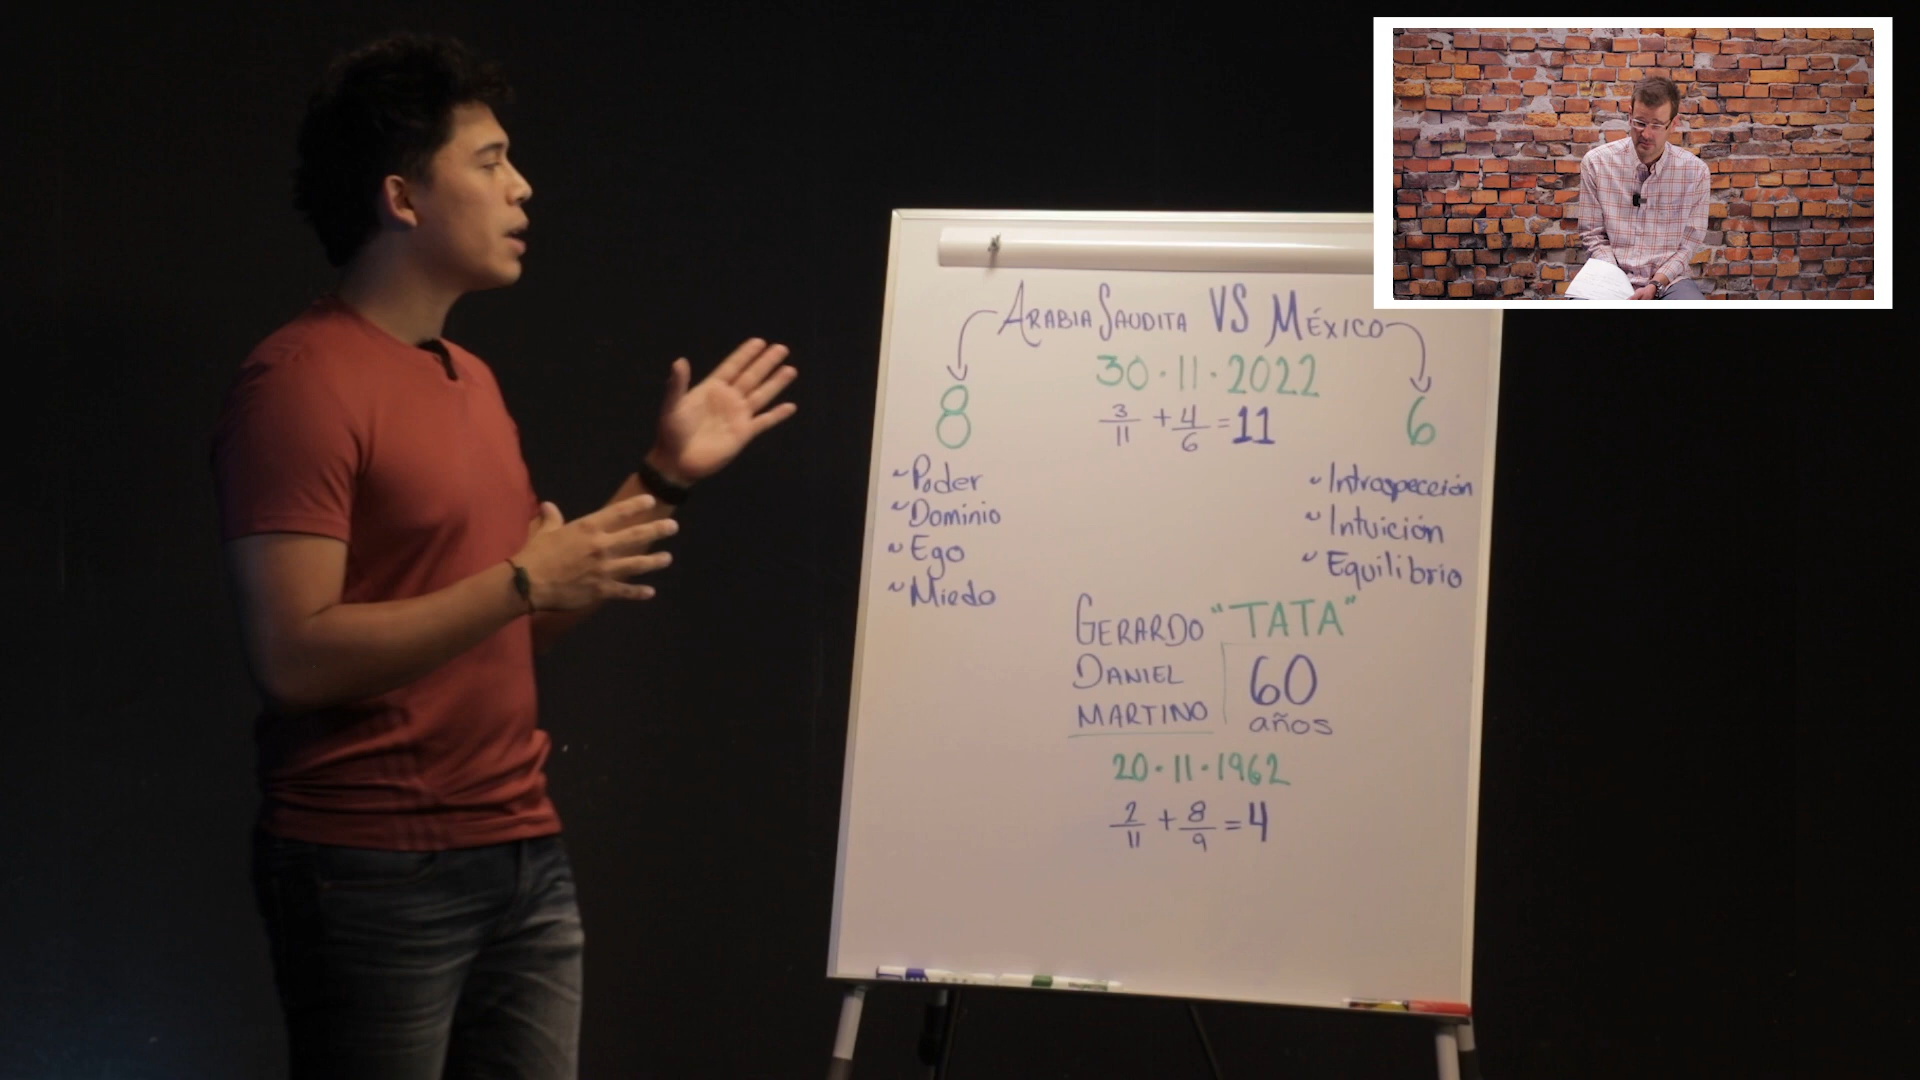 ARABIA SAUDITA VS MÉXICO
30·11·2022
3/11 + 4/6 = 11
8
6
~Poder
~Dominio
~Ego
~Miedo
~Introspección
~Intuición
~Equilibrio
GERARDO "TATA"
DANIEL
MARTINO
60
años
20·11·1962
2/11 + 8/9 = 4